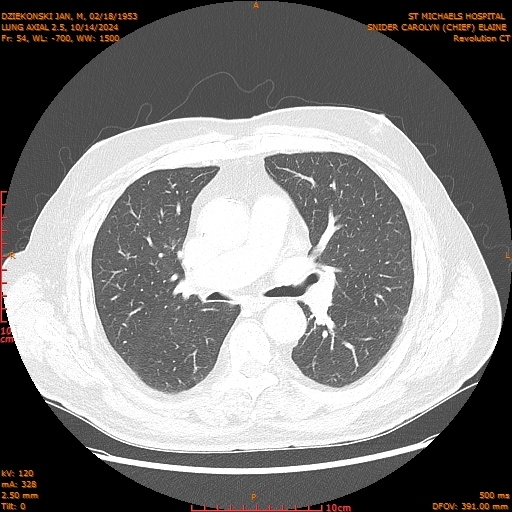 A
DZIEKONSKI JAN, M, 02/18/1953
LUNG AXIAL 2.5, 10/14/2024
Fr: 54, WL: -700, WW: 1500
ST MICHAELS HOSPITAL
SNIDER CAROLYN (CHIEF) ELAINE
Revolution CT
R
L
10
cm
kV: 120
mA: 328
2.50 mm
Tilt: 0
P
10cm
500 ms
DFOV: 391.00 mm